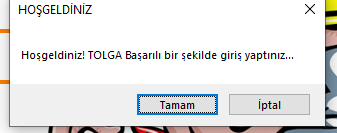 HOŞGELDİNİZ
Hoşgeldiniz! TOLGA Başarılı bir şekilde giriş yaptınız...
Tamam
İptal